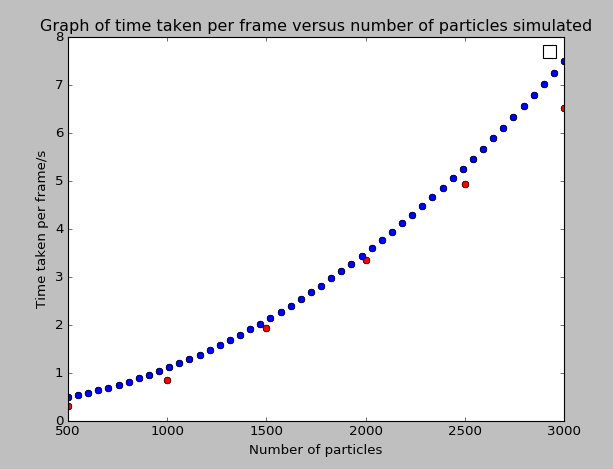 Graph of time taken per frame versus number of particles simulated
8
7
6
5
4
3
2
1
0
Time taken per frame/s
500 1000 1500 2000 2500 3000
Number of particles